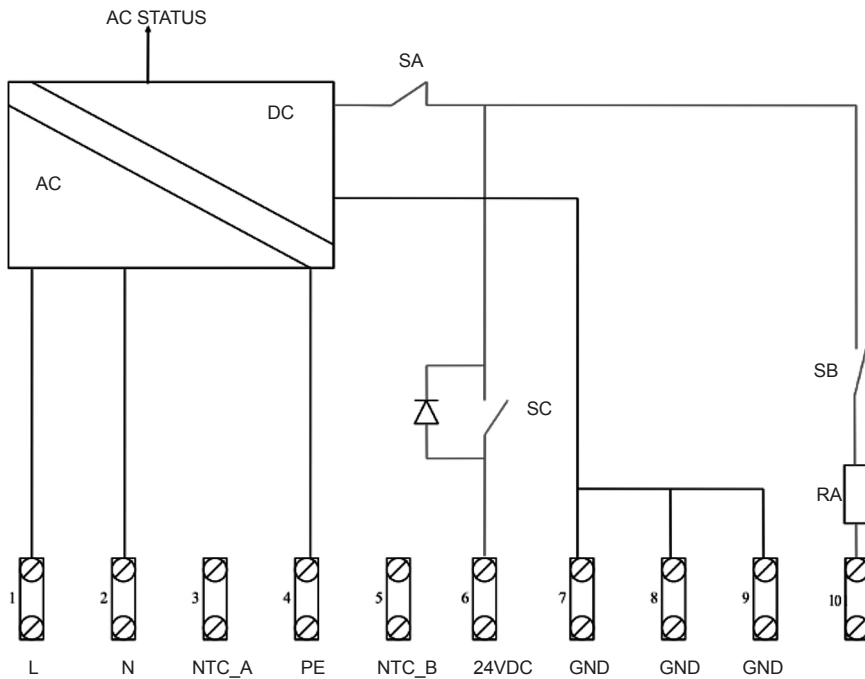 AC STATUS
SA
DC
AC
SB
SC
RA
1 2 3 4 5 6 7 8 9 10
L N NTC_A PE NTC_B 24VDC GND GND GND